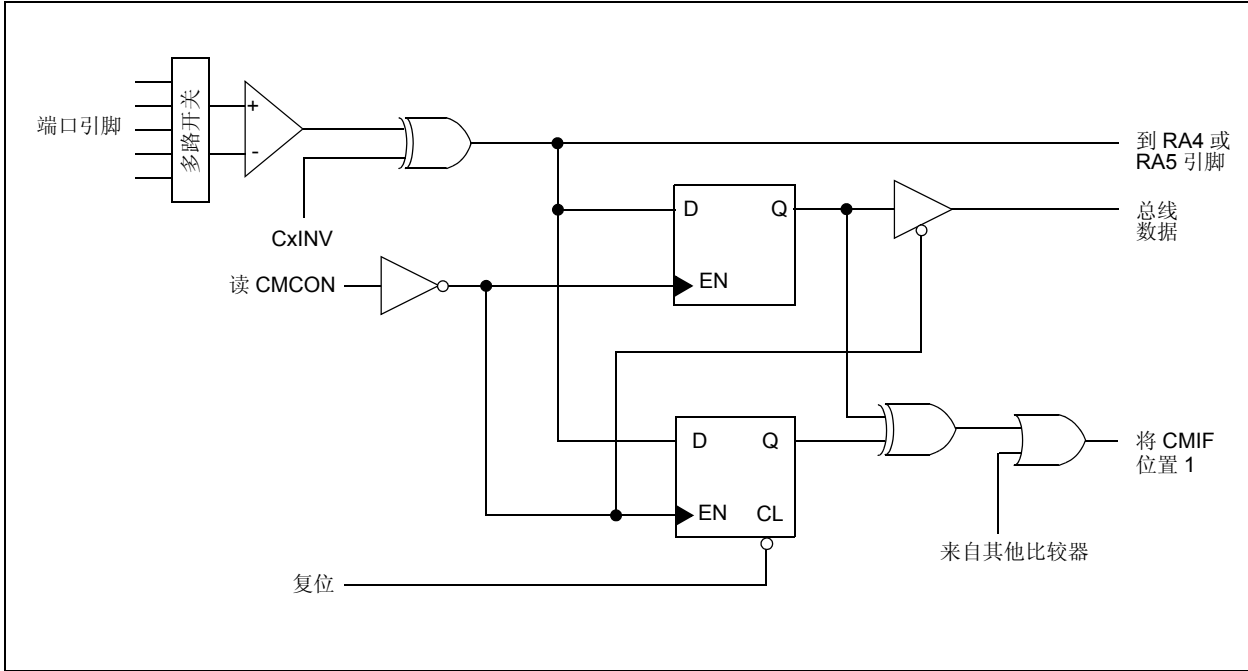 端口引脚
多路开关
+
-
CxINV
到 RA4 或
RA5 引脚
D
Q
EN
总线
数据
读 CMCON
D
Q
EN
CL
将 CMIF
位置 1
来自其他比较器
复位